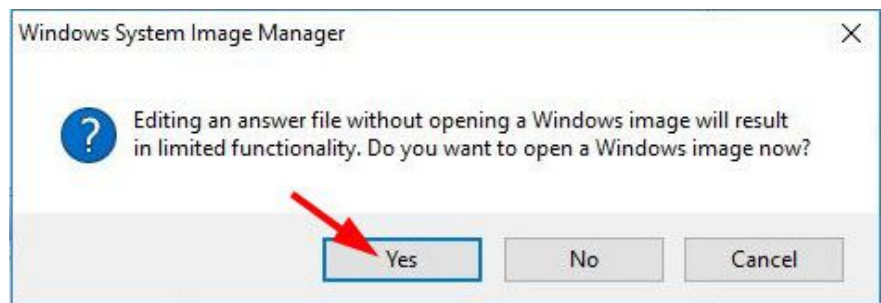 Windows System Image Manager
Editing an answer file without opening a Windows image will result
in limited functionality. Do you want to open a Windows image now?
Yes No Cancel